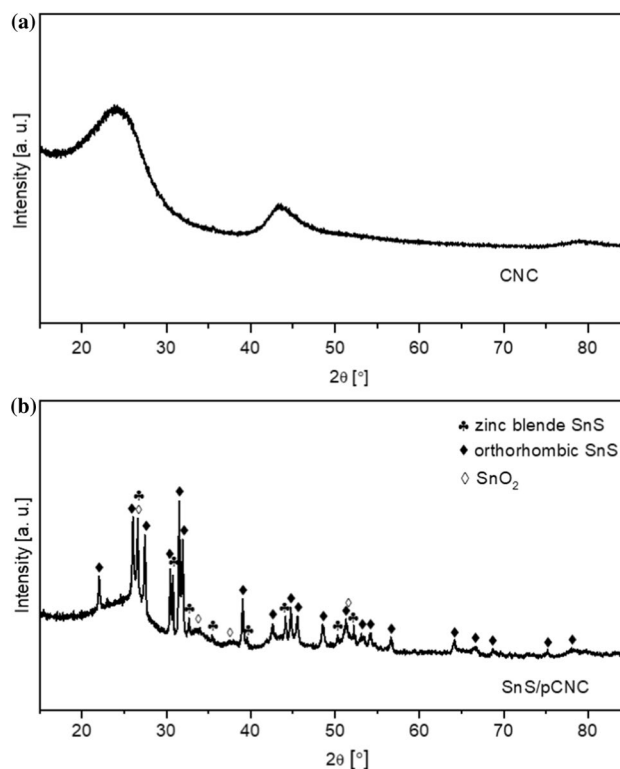 (a)
Intensity [a. u.]
CNC
20 30 40 50 60 70 80
2θ [°]
(b)
Intensity [a. u.]
♣ zinc blende SnS
♦ orthorhombic SnS
◊ SnO₂
SnS/pCNC
20 30 40 50 60 70 80
2θ [°]